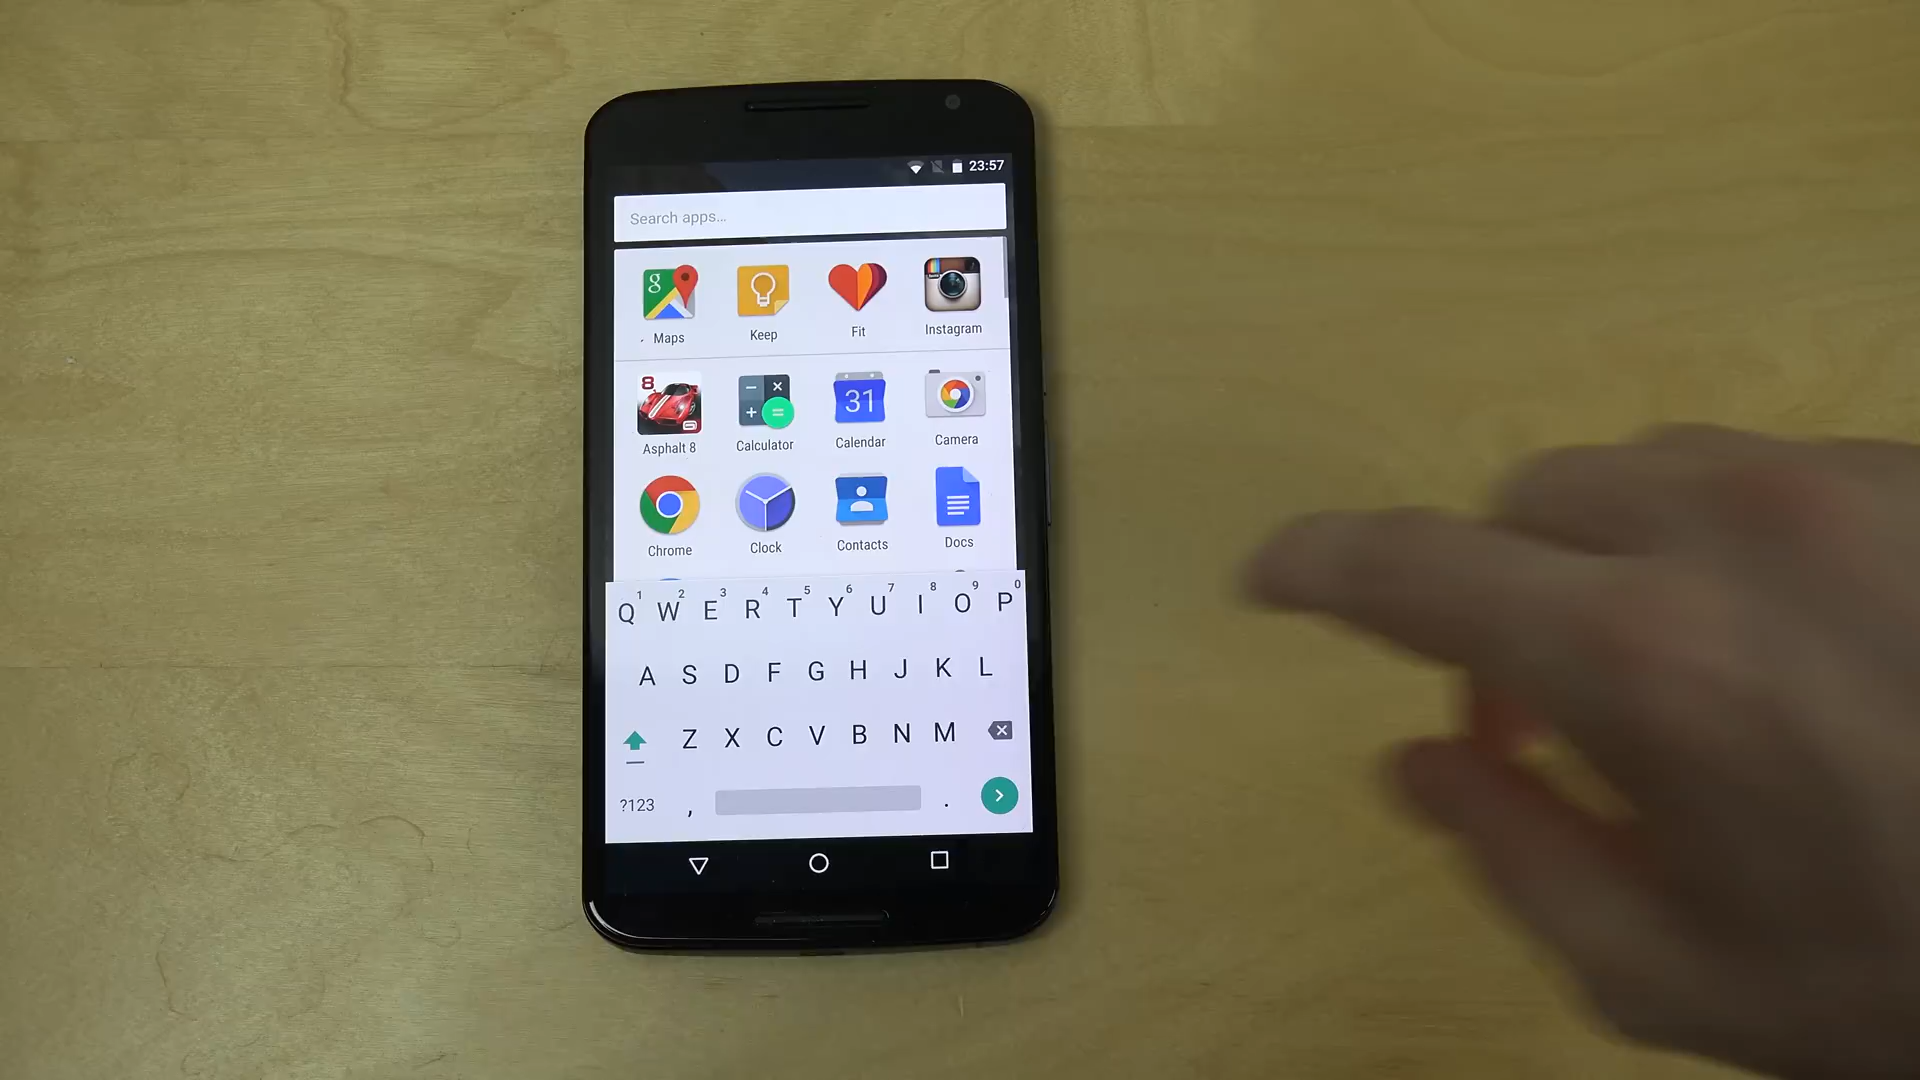 23:57
Search apps...
Maps Keep Fit Instagram
8
31
Asphalt 8 Calculator Calendar Camera
Chrome Clock Contacts Docs
1 2 3 4 5 6 7 8 9 0
Q W E R T Y U I O P
A S D F G H J K L
Z X C V B N M
?123 , .